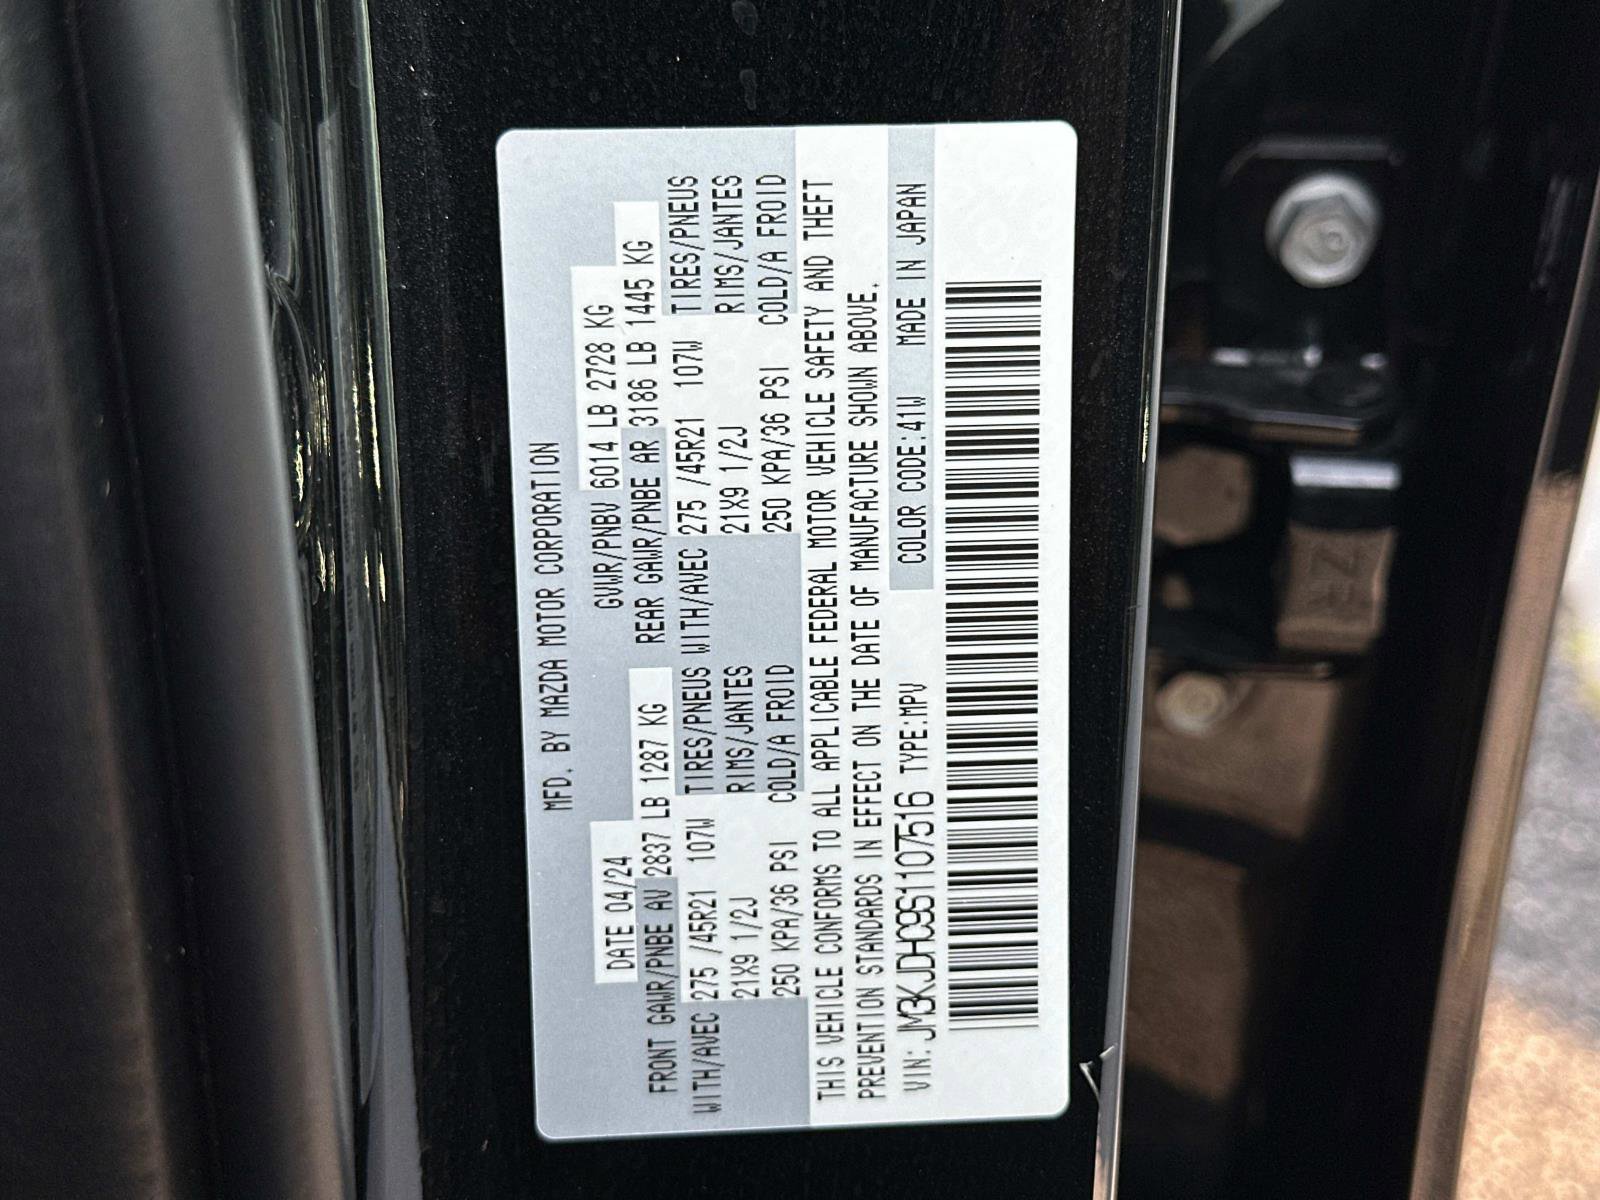 MFD. BY MAZDA MOTOR CORPORATION
DATE 04/24 GVWR/PNBV 6014 LB 2728 KG
FRONT GAWR/PNBE AV 2837 LB 1287 KG REAR GAWR/PNBE AR 3186 LB 1445 KG
WITH/AVEC 275 /45R21 107W TIRES/PNEUS WITH/AVEC 275 /45R21 107W TIRES/PNEUS
21X9 1/2J RIMS/JANTES 21X9 1/2J RIMS/JANTES
250 KPA/36 PSI COLD/A FROID 250 KPA/36 PSI COLD/A FROID
THIS VEHICLE CONFORMS TO ALL APPLICABLE FEDERAL MOTOR VEHICLE SAFETY AND THEFT
PREVENTION STANDARDS IN EFFECT ON THE DATE OF MANUFACTURE SHOWN ABOVE.
VIN: JM3KJDHC9S1107516 TYPE:MPV COLOR CODE:41W MADE IN JAPAN